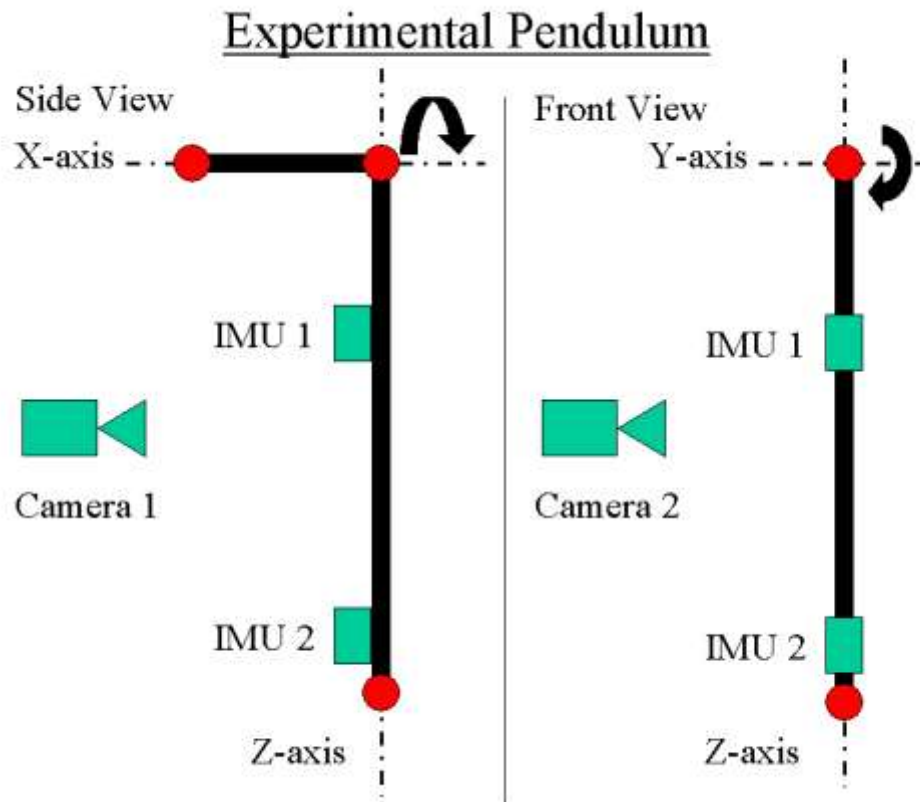 Experimental Pendulum
Side View
X-axis
IMU 1
Camera 1
IMU 2
Z-axis
Front View
Y-axis
IMU 1
Camera 2
IMU 2
Z-axis